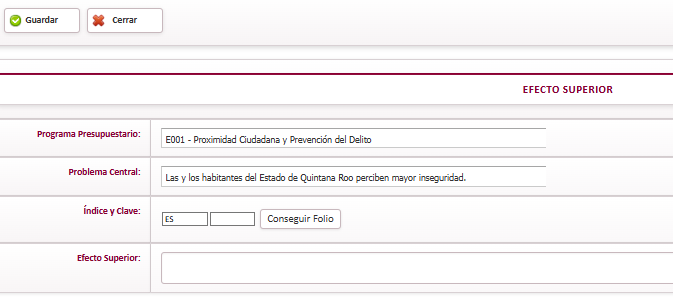 Guardar Cerrar
EFECTO SUPERIOR
Programa Presupuestario: E001 - Proximidad Ciudadana y Prevención del Delito
Problema Central: Las y los habitantes del Estado de Quintana Roo perciben mayor inseguridad.
Índice y Clave: ES Conseguir Folio
Efecto Superior: